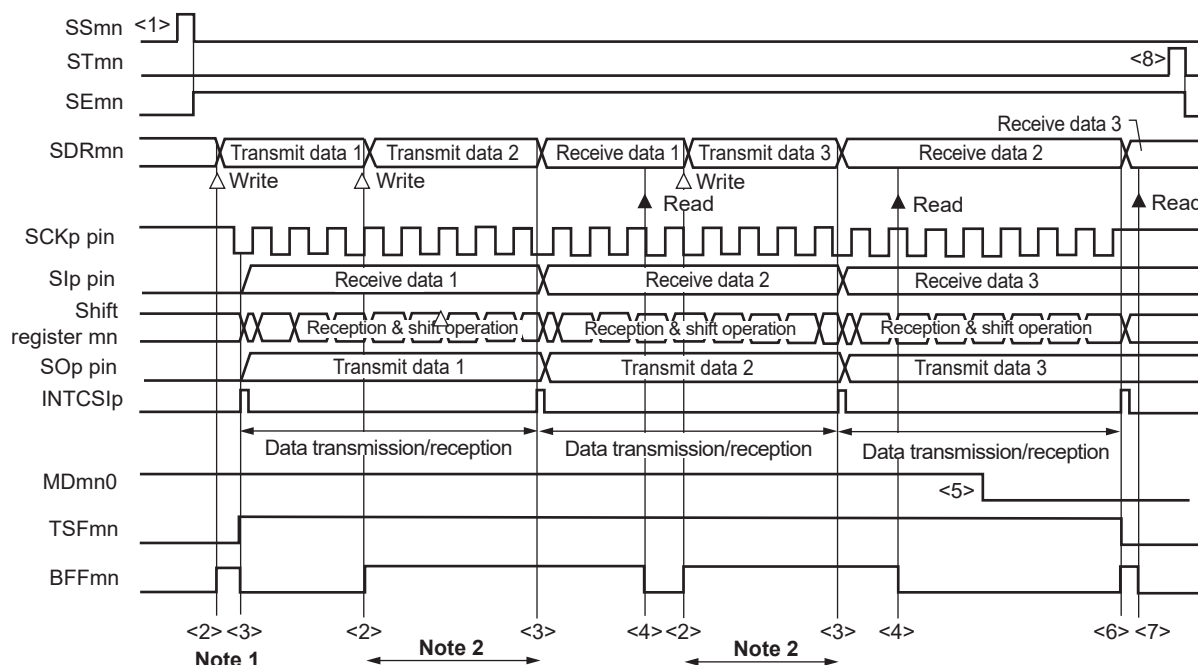 SSmn <1>
STmn <8>
SEmn
Receive data 3
SDRmn Transmit data 1 Transmit data 2 Receive data 1 Transmit data 3 Receive data 2
Write Write Write
Read Read Read
SCKp pin
SIp pin Receive data 1 Receive data 2 Receive data 3
Shift
register mn Reception & shift operation Reception & shift operation Reception & shift operation
SOp pin Transmit data 1 Transmit data 2 Transmit data 3
INTCSIp
Data transmission/reception Data transmission/reception Data transmission/reception
MDmn0 <5>
TSFmn
BFFmn
<2> <3> <2> <3> <4> <2> <3> <4> <6> <7>
Note 1 Note 2 Note 2